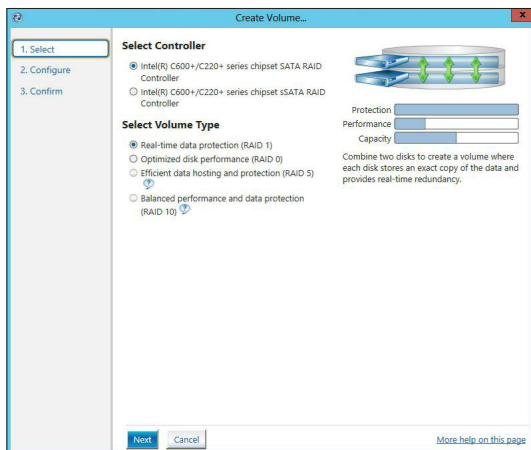 Create Volume...
x
1. Select
2. Configure
3. Confirm
Select Controller
Intel(R) C600+/C220+ series chipset SATA RAID
Controller
Intel(R) C600+/C220+ series chipset sSATA RAID
Controller
Select Volume Type
Real-time data protection (RAID 1)
Optimized disk performance (RAID 0)
Efficient data hosting and protection (RAID 5)
?
Balanced performance and data protection
(RAID 10) ?
Protection
Performance
Capacity
Combine two disks to create a volume where
each disk stores an exact copy of the data and
provides real-time redundancy.
Next
Cancel
More help on this page